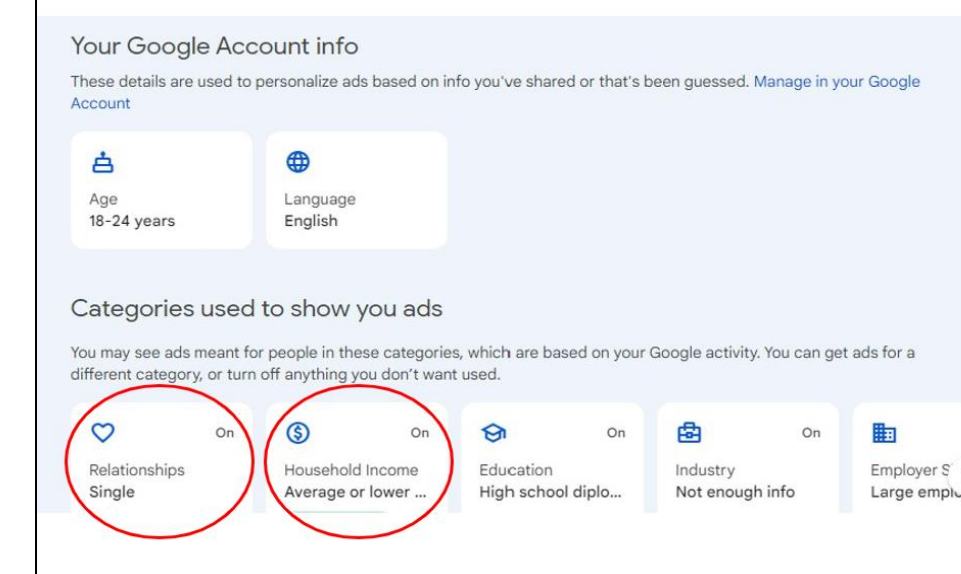 Your Google Account info
These details are used to personalize ads based on info you've shared or that's been guessed. Manage in your Google
Account
Age
18-24 years
Language
English
Categories used to show you ads
You may see ads meant for people in these categories, which are based on your Google activity. You can get ads for a
different category, or turn off anything you don't want used.
On
Relationships
Single
On
Household Income
Average or lower ...
On
Education
High school diplo...
On
Industry
Not enough info
Employer
Large